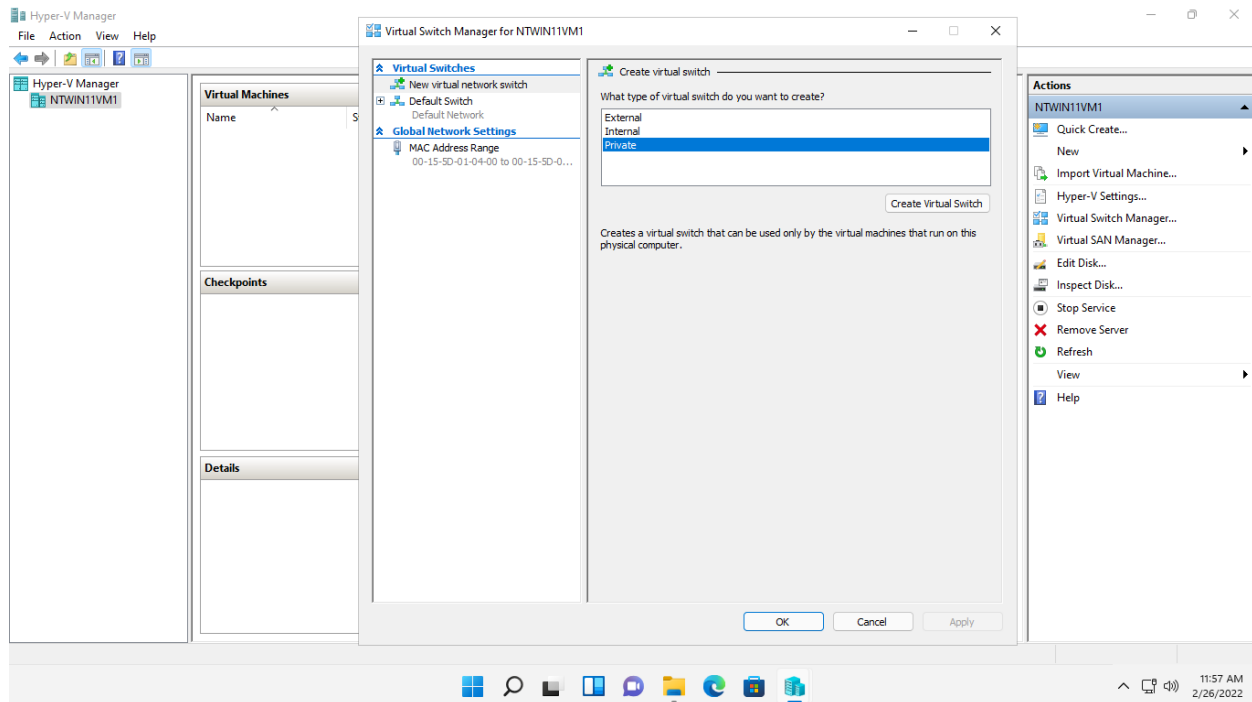 Hyper-V Manager
File Action View Help
Hyper-V Manager
NTWIN11VM1
Virtual Machines
Name
Checkpoints
Details
Virtual Switch Manager for NTWIN11VM1
Virtual Switches
New virtual network switch
Default Switch
Default Network
Global Network Settings
MAC Address Range
00-15-5D-01-04-00 to 00-15-5D-0...
Create virtual switch
What type of virtual switch do you want to create?
External
Internal
Private
Create Virtual Switch
Creates a virtual switch that can be used only by the virtual machines that run on this
physical computer.
OK Cancel Apply
Actions
NTWIN11VM1
Quick Create...
New
Import Virtual Machine...
Hyper-V Settings...
Virtual Switch Manager...
Virtual SAN Manager...
Edit Disk...
Inspect Disk...
Stop Service
Remove Server
Refresh
View
Help
11:57 AM
2/26/2022